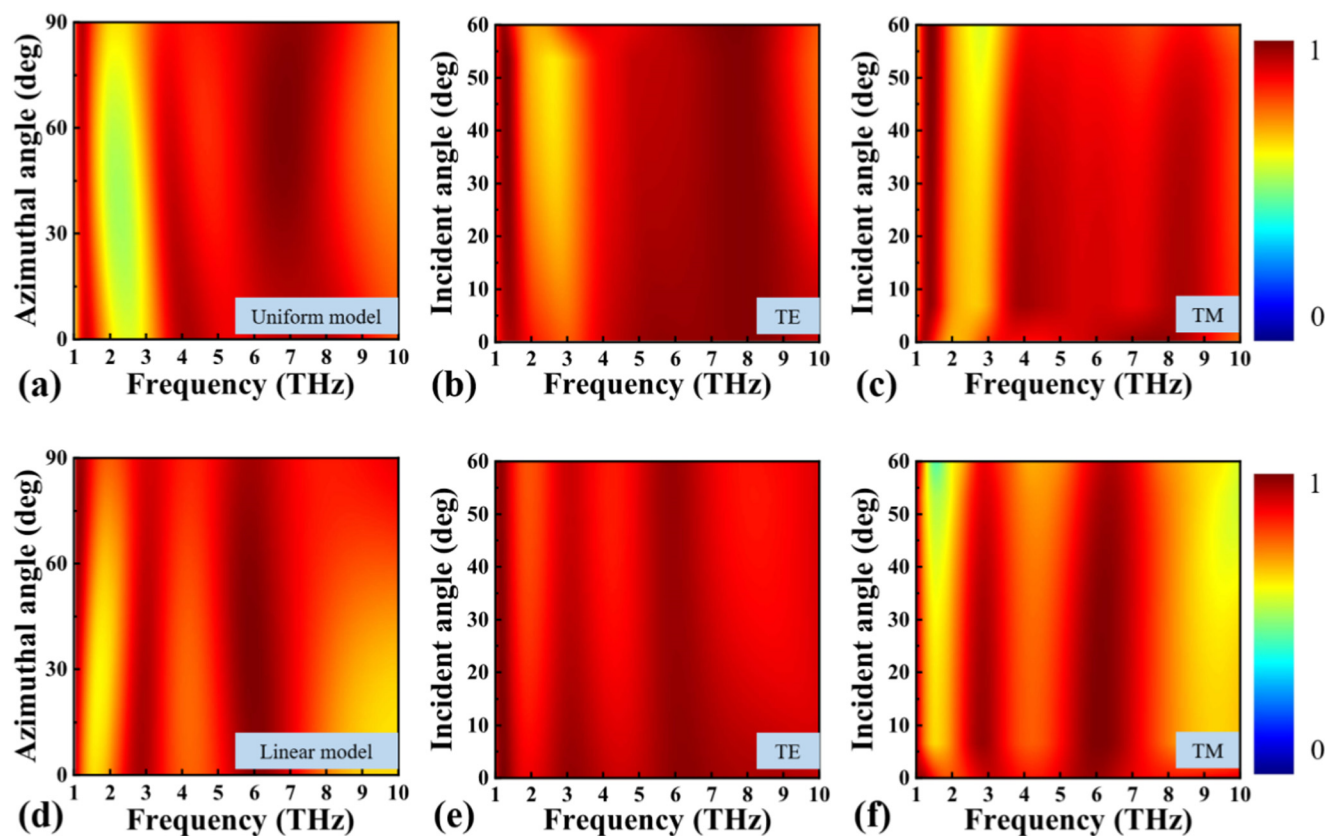 90
60
30
0
Azimuthal angle (deg)
Uniform model
1 2 3 4 5 6 7 8 9 10
(a) Frequency (THz)
60
50
40
30
20
10
0
Incident angle ((deg)
TE
1 2 3 4 5 6 7 8 9 10
(b) Frequency (THz)
60
50
40
30
20
10
0
Incident angle ((deg)
TM
1 2 3 4 5 6 7 8 9 10
(c) Frequency (THz)
1
0
90
60
30
0
Azimuthal angle (deg)
Linear model
1 2 3 4 5 6 7 8 9 10
(d) Frequency (THz)
60
50
40
30
20
10
0
Incident angle ((deg)
TE
1 2 3 4 5 6 7 8 9 10
(e) Frequency (THz)
60
50
40
30
20
10
0
Incident angle ((deg)
TM
1 2 3 4 5 6 7 8 9 10
(f) Frequency (THz)
1
0